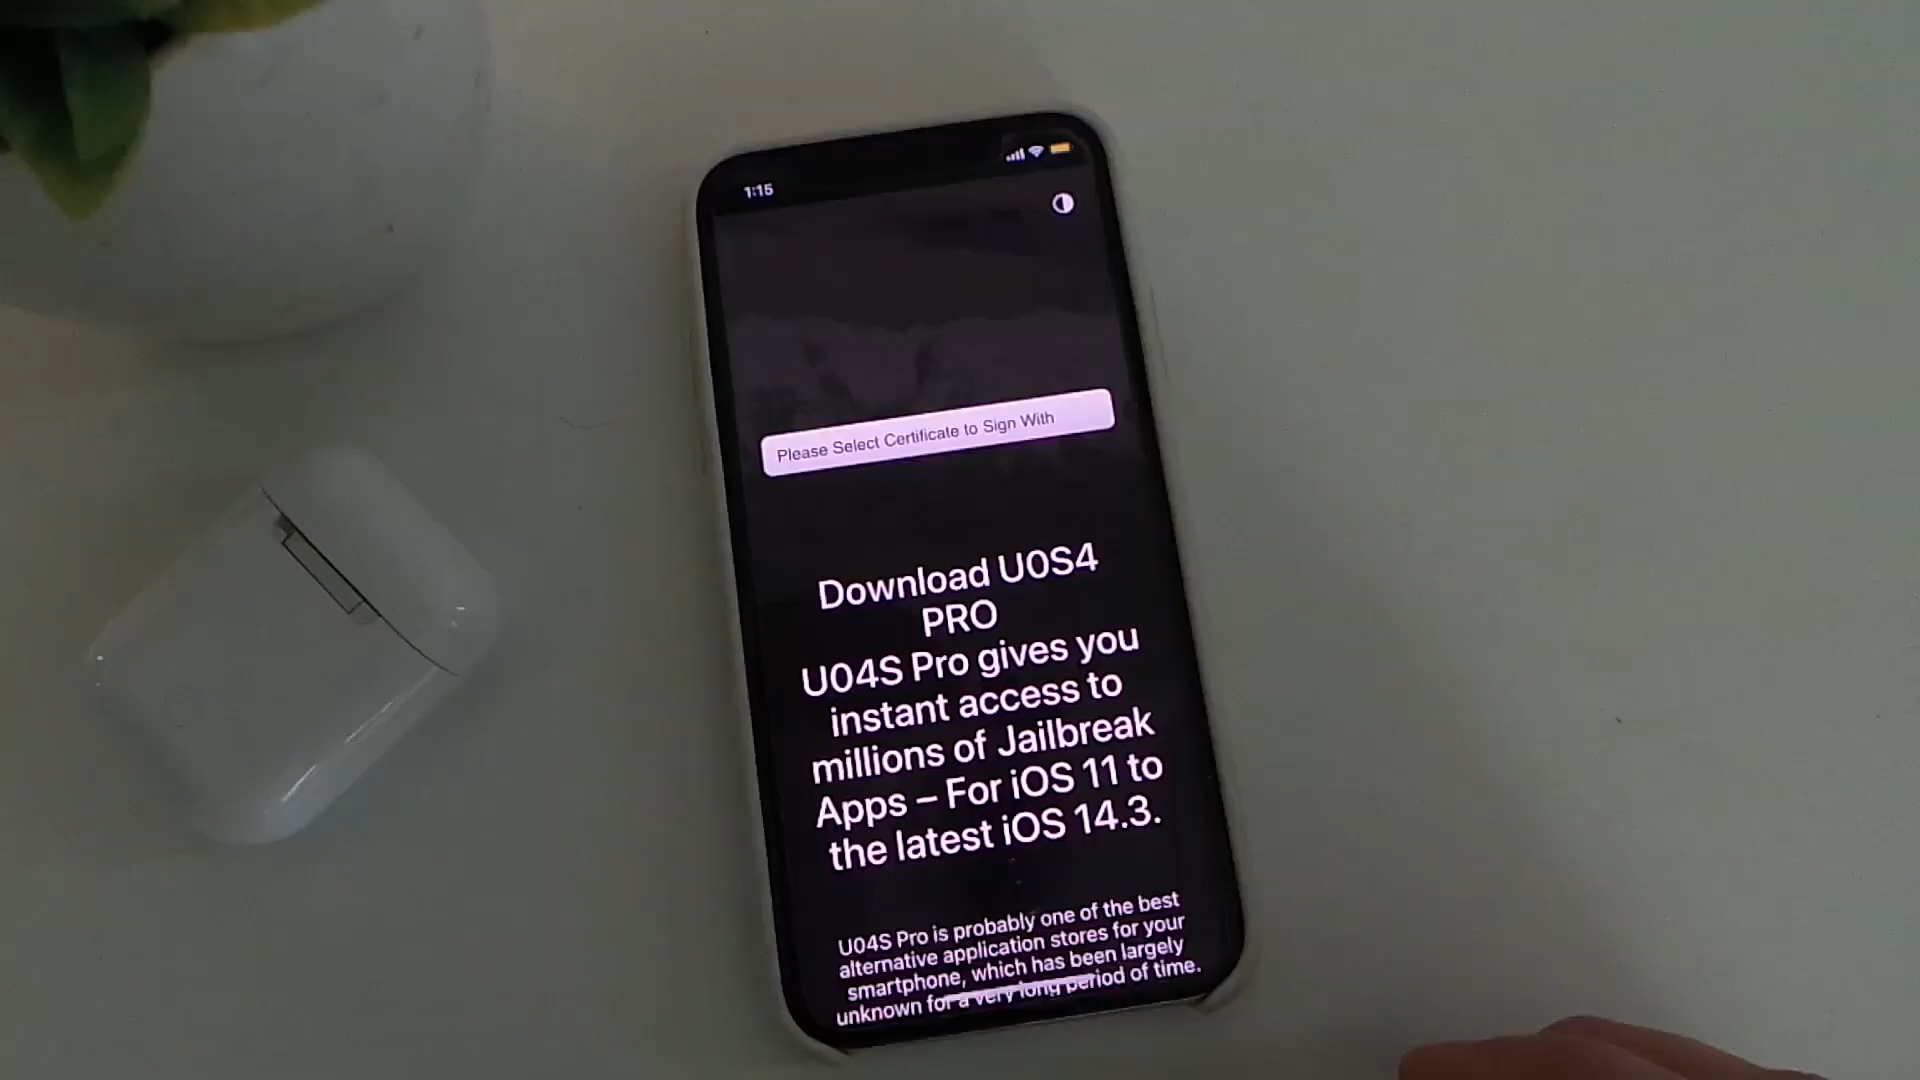 1:15
Please Select Certificate to Sign With
Download U0S4
PRO
U04S Pro gives you
instant access to
millions of Jailbreak
Apps – For iOS 11 to
the latest iOS 14.3.
U04S Pro is probably one of the best
alternative application stores for your
smartphone, which has been largely
unknown for a very long period of time.